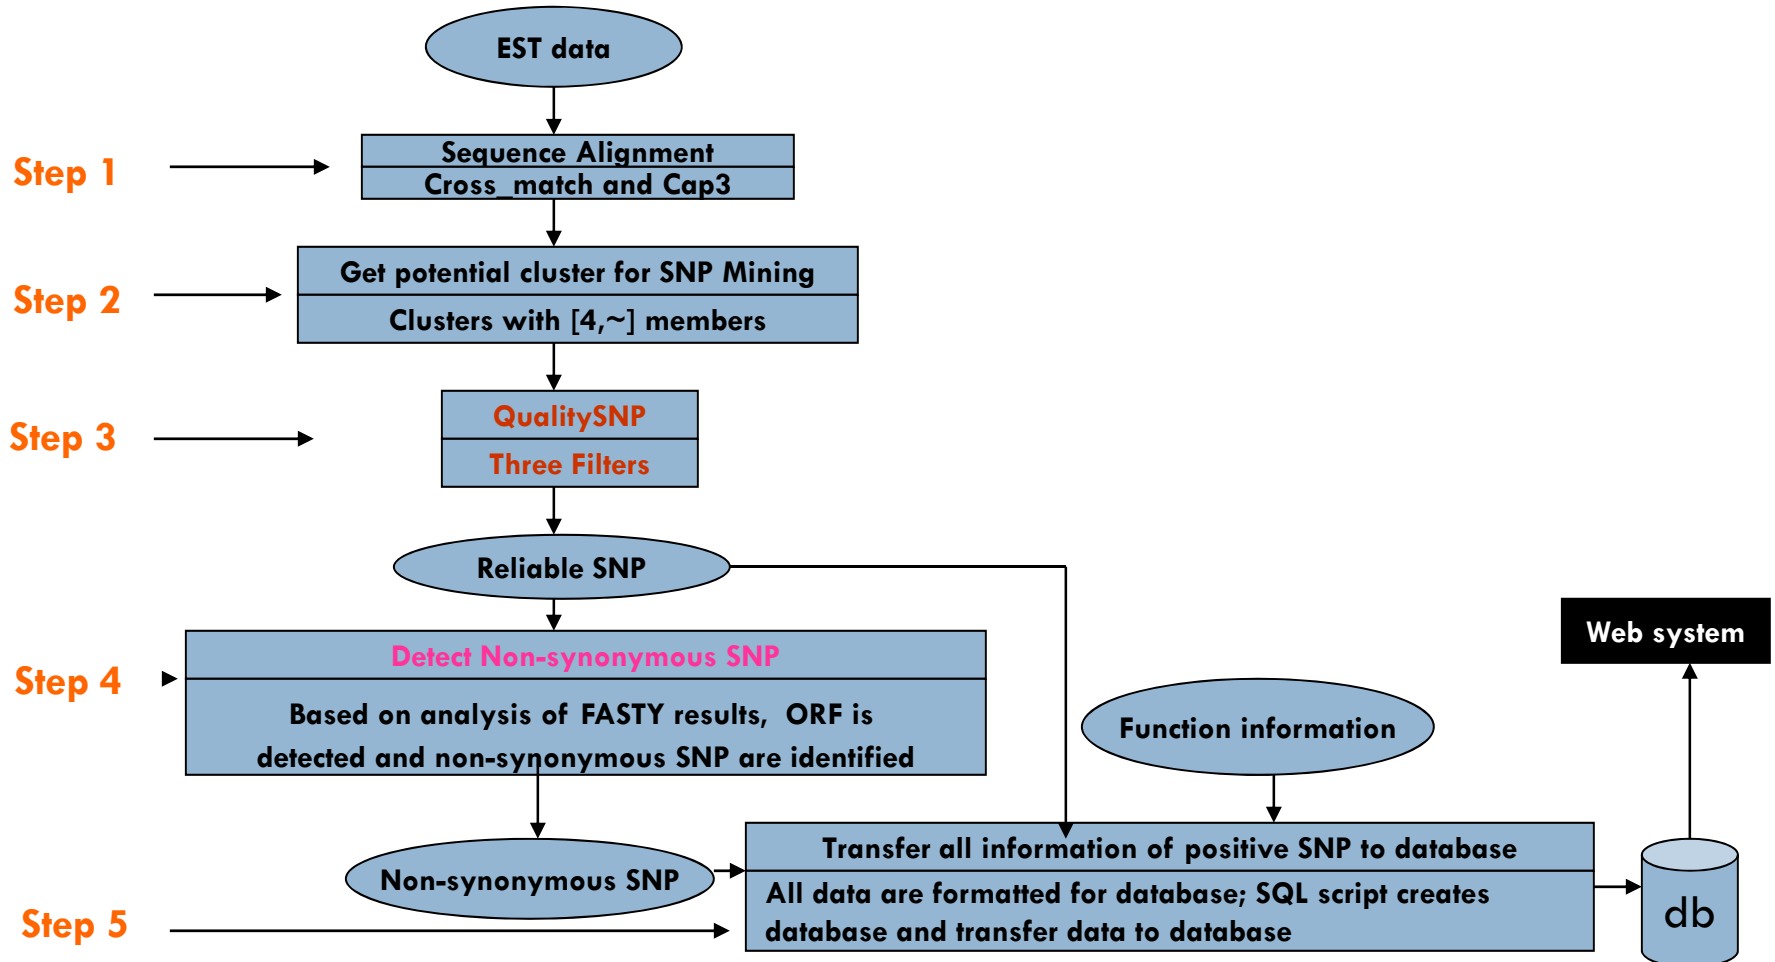 EST data
Step 1
Sequence Alignment
Cross_match and Cap3
Step 2
Get potential cluster for SNP Mining
Clusters with [4,~] members
Step 3
QualitySNP
Three Filters
Reliable SNP
Step 4
Detect Non-synonymous SNP
Based on analysis of FASTY results, ORF is
detected and non-synonymous SNP are identified
Web system
Function information
Non-synonymous SNP
Step 5
Transfer all information of positive SNP to database
All data are formatted for database; SQL script creates
database and transfer data to database
db